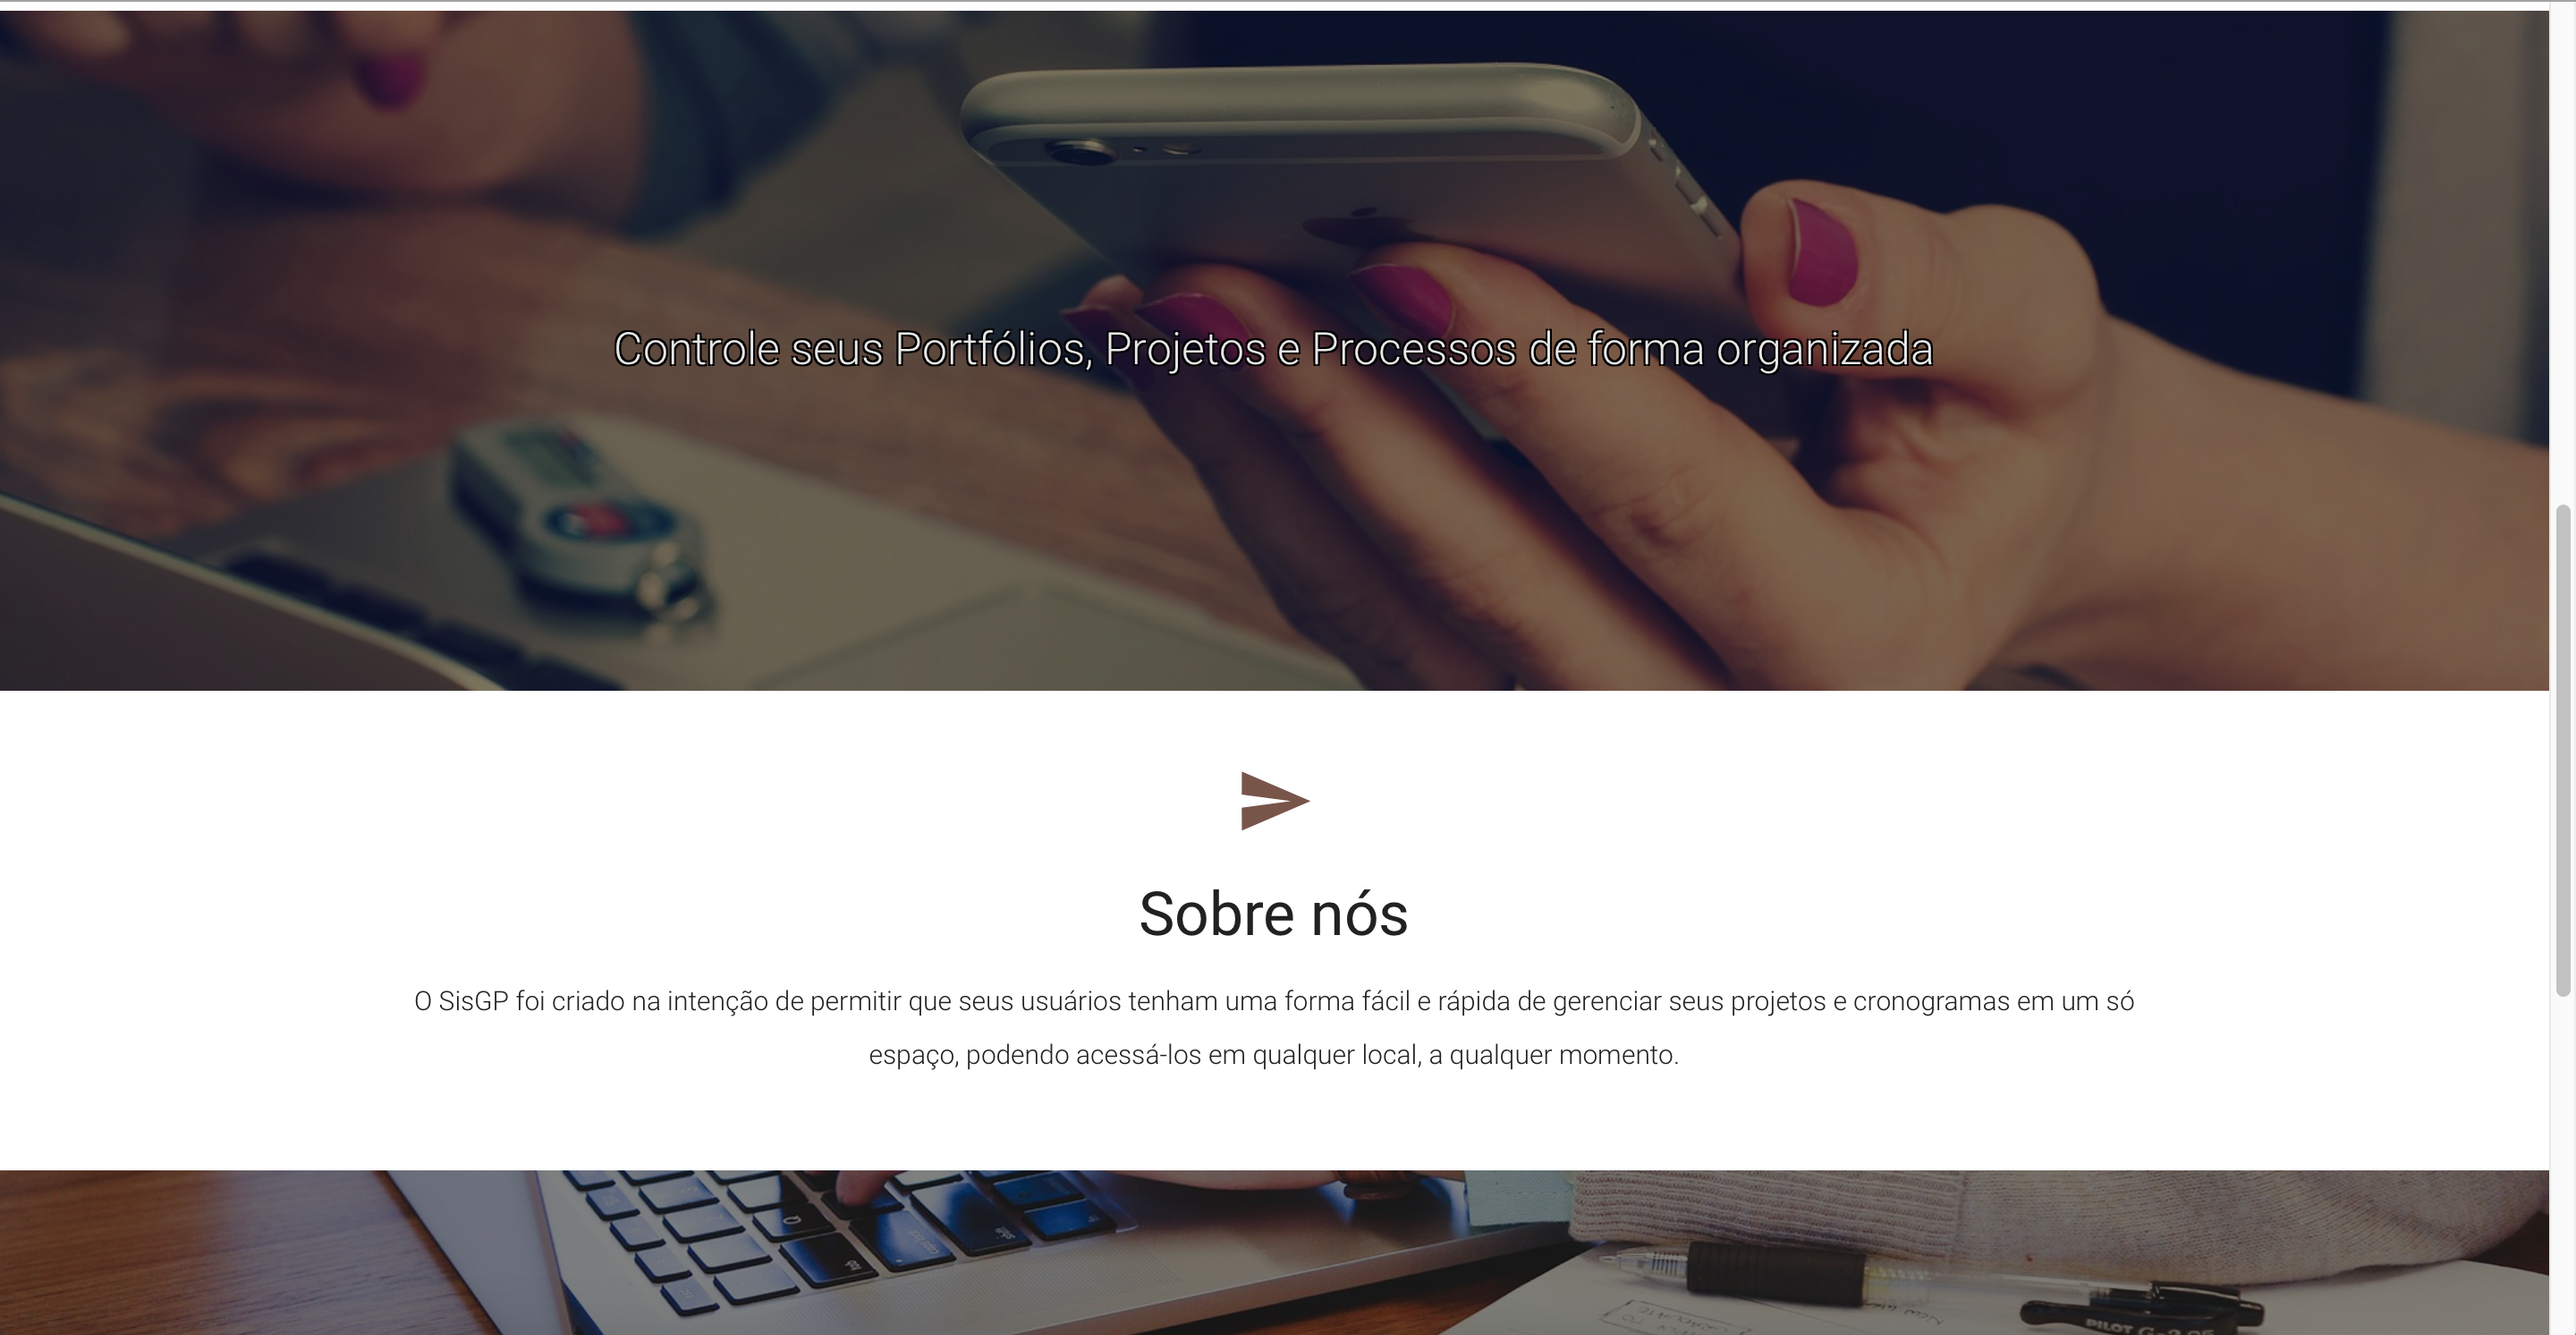 Controle seus Portfólios, Projetos e Processos de forma organizada
Sobre nós
O SisGP foi criado na intenção de permitir que seus usuários tenham uma forma fácil e rápida de gerenciar seus projetos e cronogramas em um só
espaço, podendo acessá-los em qualquer local, a qualquer momento.
PILOT